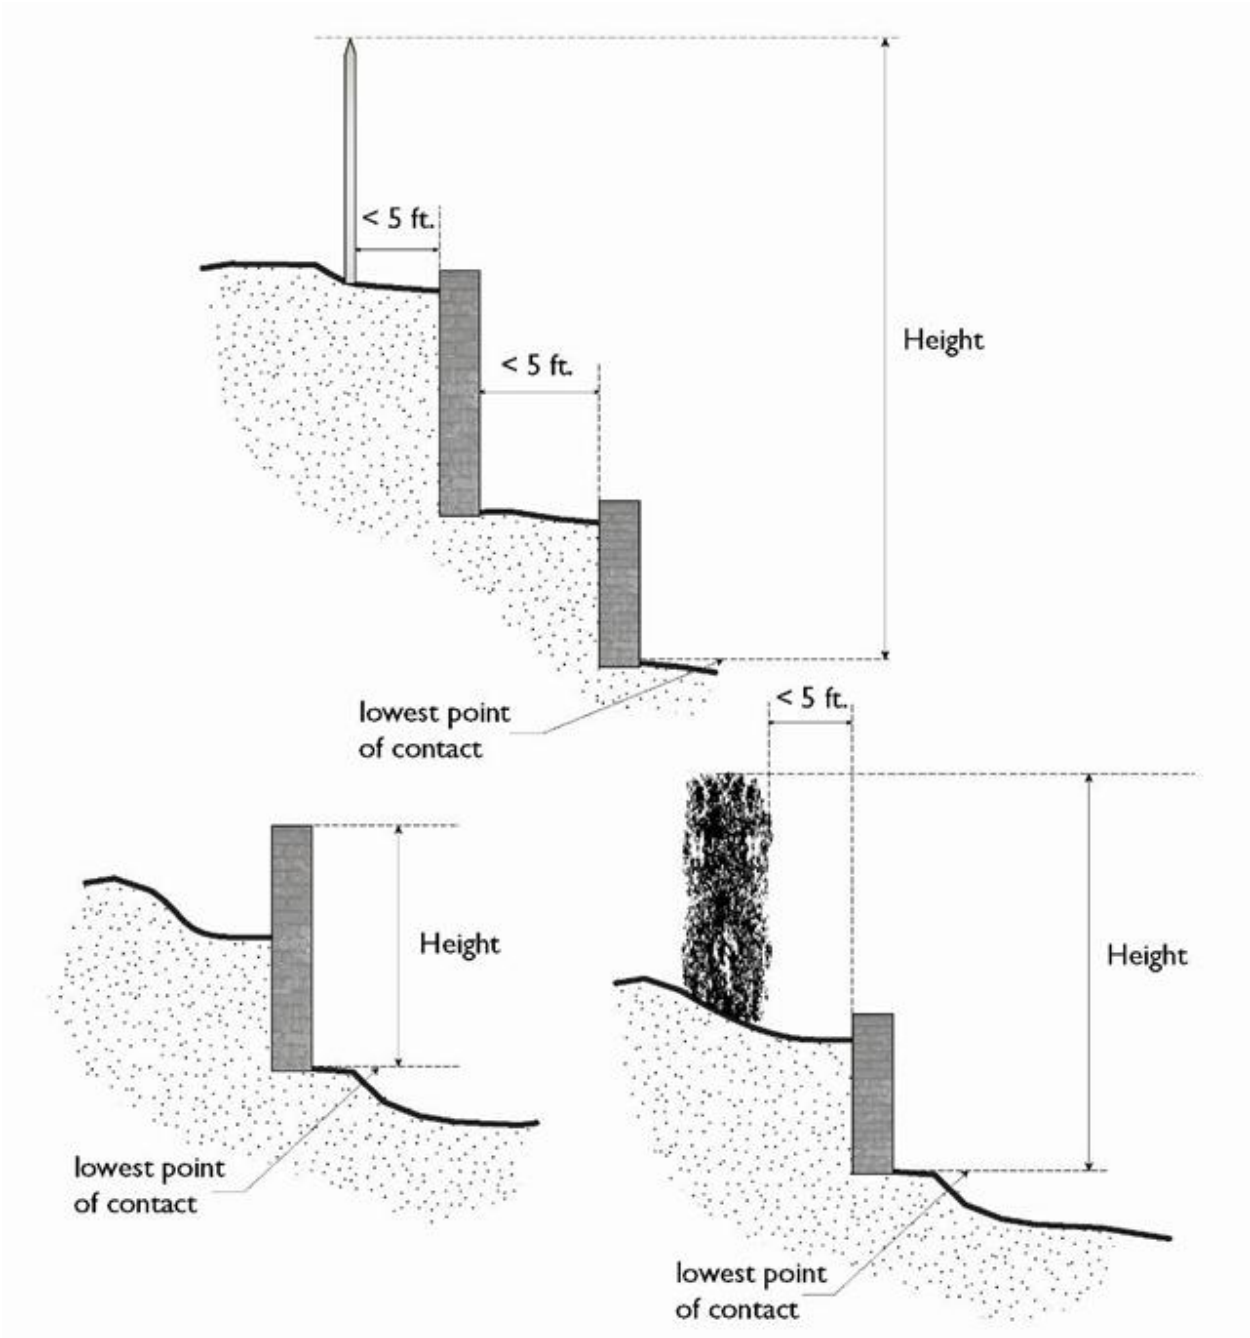 < 5 ft.
< 5 ft.
Height
lowest point
of contact
< 5 ft.
Height
lowest point
of contact
Height
lowest point
of contact